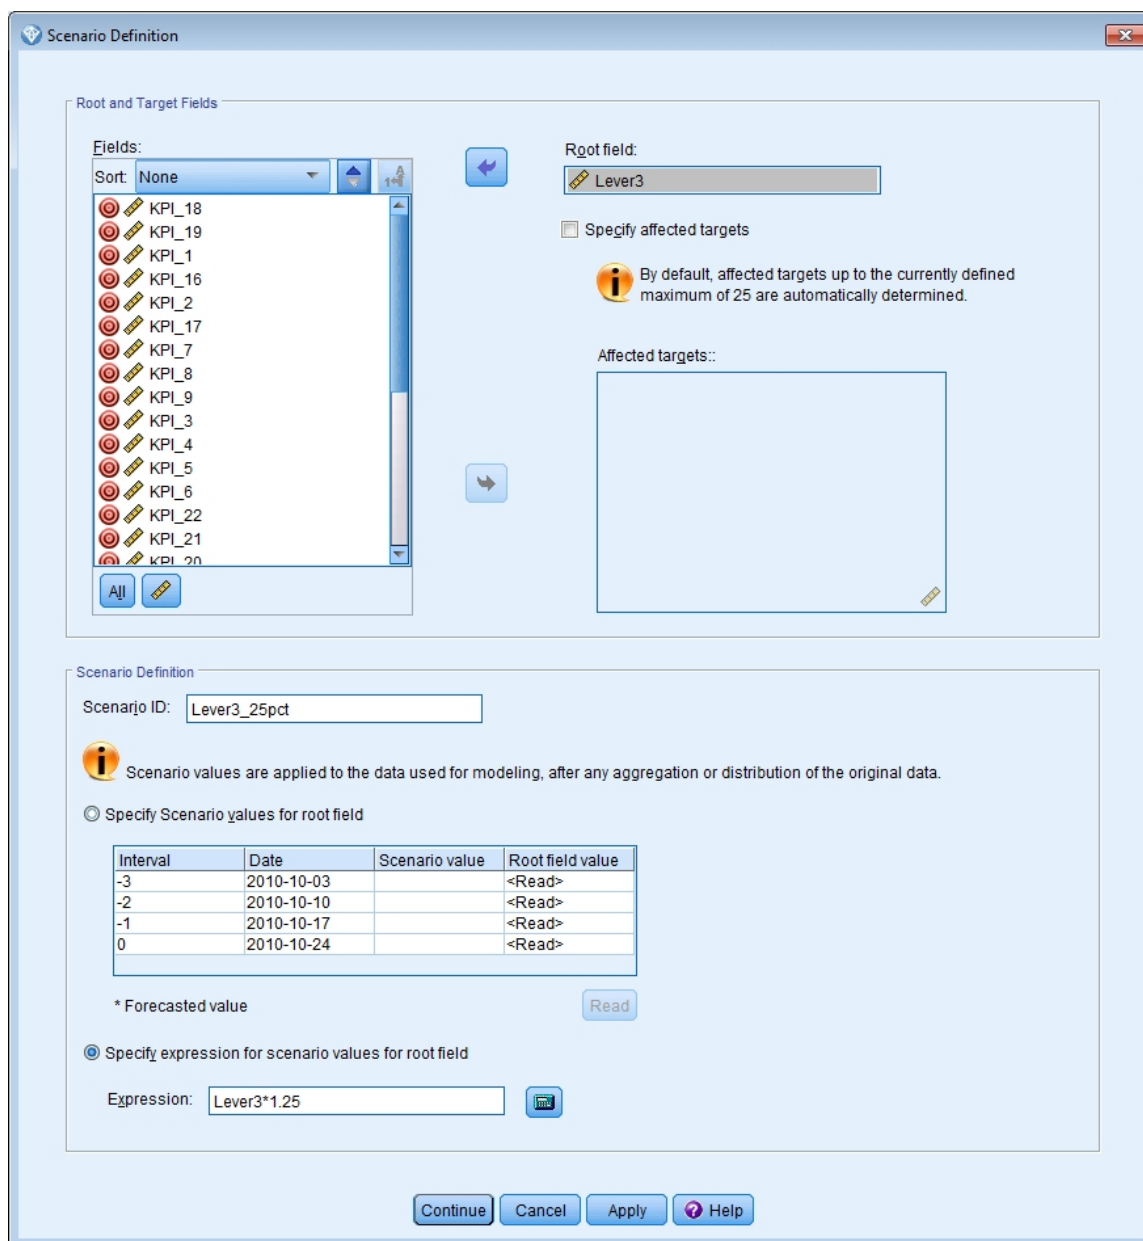 Scenario Definition
Root and Target Fields
Fields:
Sort: None
KPI_18
KPI_19
KPI_1
KPI_16
KPI_2
KPI_17
KPI_7
KPI_8
KPI_9
KPI_3
KPI_4
KPI_5
KPI_6
KPI_22
KPI_21
KPI_20
All
Root field:
Lever3
Specify affected targets
By default, affected targets up to the currently defined
maximum of 25 are automatically determined.
Affected targets::
Scenario Definition
Scenario ID: Lever3_25pct
Scenario values are applied to the data used for modeling, after any aggregation or distribution of the original data.
Specify Scenario values for root field
Interval Date Scenario value Root field value
-3 2010-10-03 <Read>
-2 2010-10-10 <Read>
-1 2010-10-17 <Read>
0 2010-10-24 <Read>
* Forecasted value Read
Specify expression for scenario values for root field
Expression: Lever3*1.25
Continue Cancel Apply Help